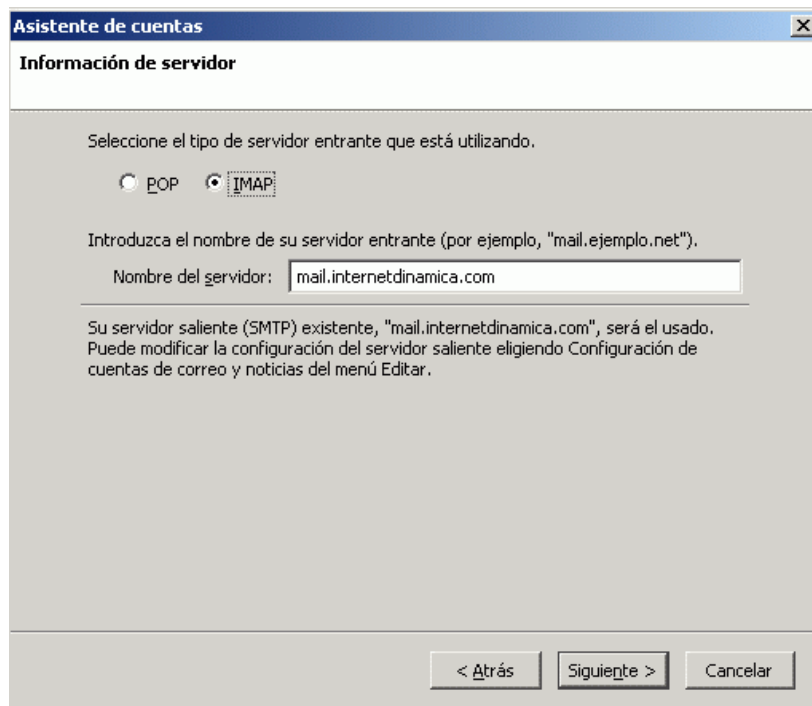 Asistente de cuentas
Información de servidor
Seleccione el tipo de servidor entrante que está utilizando.
POP IMAP
Introduzca el nombre de su servidor entrante (por ejemplo, "mail.ejemplo.net").
Nombre del servidor: mail.internetdinamica.com
Su servidor saliente (SMTP) existente, "mail.internetdinamica.com", será el usado.
Puede modificar la configuración del servidor saliente eligiendo Configuración de
cuentas de correo y noticias del menú Editar.
< Atrás Siguiente > Cancelar